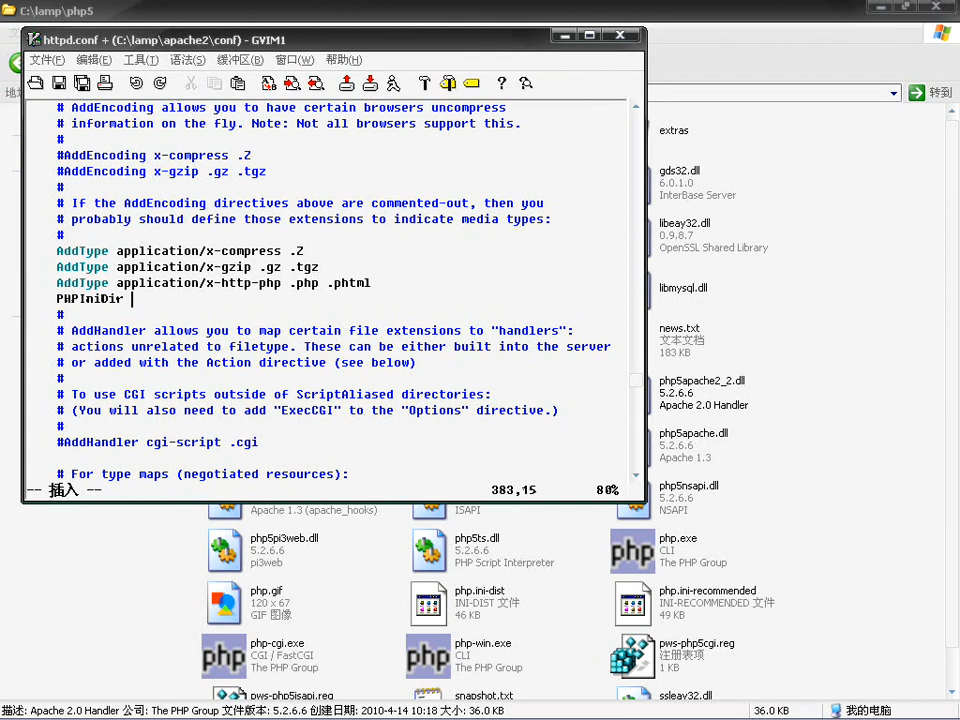 C:\lamp\php5
httpd.conf + (C:\lamp\apache2\conf) - GVIM1
文件(F) 编辑(E) 工具(T) 语法(S) 缓冲区(B) 窗口(W) 帮助(H)
转到
# AddEncoding allows you to have certain browsers uncompress
# information on the fly. Note: Not all browsers support this.
#
#AddEncoding x-compress .Z
#AddEncoding x-gzip .gz .tgz
#
# If the AddEncoding directives above are commented-out, then you
# probably should define those extensions to indicate media types:
#
AddType application/x-compress .Z
AddType application/x-gzip .gz .tgz
AddType application/x-http-php .php .phtml
PHPIniDir
#
# AddHandler allows you to map certain file extensions to "handlers":
# actions unrelated to filetype. These can be either built into the server
# or added with the Action directive (see below)
#
# To use CGI scripts outside of ScriptAliased directories:
# (You will also need to add "ExecCGI" to the "Options" directive.)
#
#AddHandler cgi-script .cgi
# For type maps (negotiated resources):
-- 插入 --
383,15
80%
extras
gds32.dll
6.0.1.0
InterBase Server
libeay32.dll
0.9.8.7
OpenSSL Shared Library
libmysql.dll
news.txt
文本文档
183 KB
php5apache2_2.dll
5.2.6.6
Apache 2.0 Handler
php5apache.dll
5.2.6.6
Apache 1.3
php5nsapi.dll
5.2.6.6
NSAPI
Apache 1.3 (apache_hooks)
ISAPI
php5pi3web.dll
5.2.6.6
pi3web
php5ts.dll
5.2.6.6
PHP Script Interpreter
php.exe
CLI
The PHP Group
php.gif
120 x 67
GIF 图像
php.ini-dist
INI-DIST 文件
46 KB
php.ini-recommended
INI-RECOMMENDED 文件
49 KB
php-cgi.exe
CGI / FastCGI
The PHP Group
php-win.exe
CLI
The PHP Group
pws-php5cgi.reg
注册表项
1 KB
pws-php5isapi.reg
snapshot.txt
ssleay32.dll
描述: Apache 2.0 Handler 公司: The PHP Group 文件版本: 5.2.6.6 创建日期: 2010-4-14 10:18 大小: 36.0 KB
36.0 KB
我的电脑